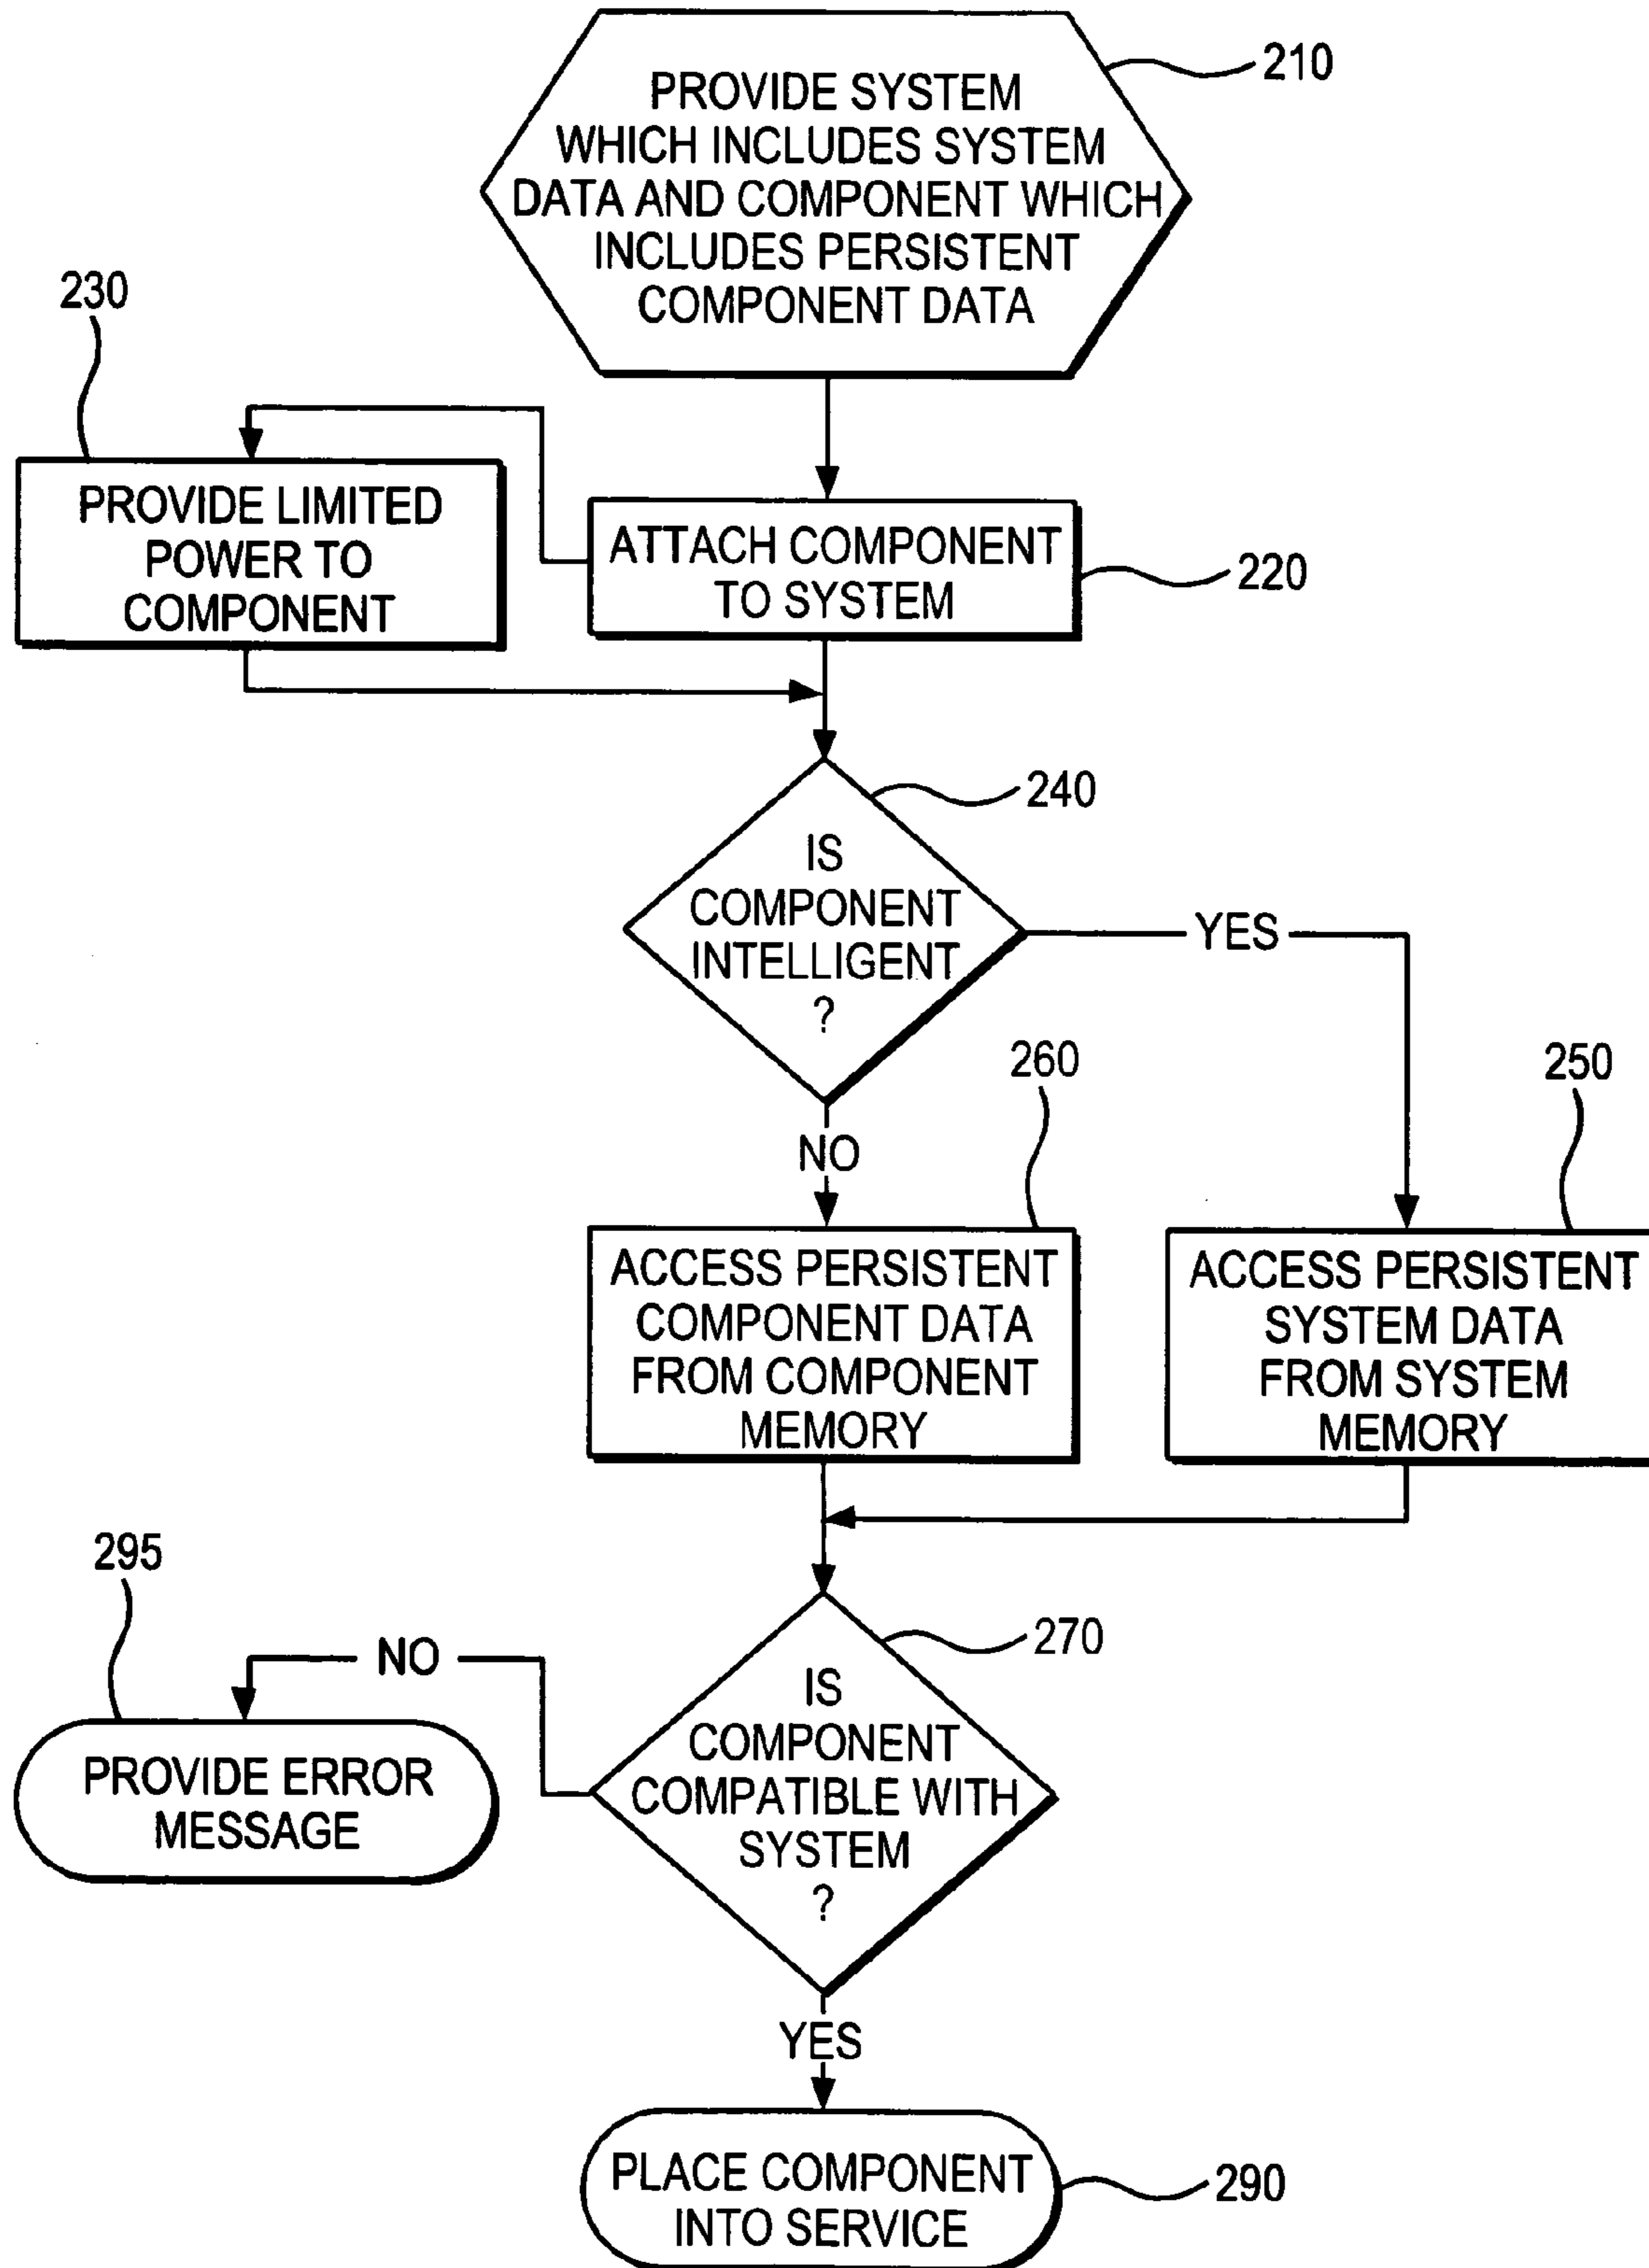 210
PROVIDE SYSTEM
WHICH INCLUDES SYSTEM
DATA AND COMPONENT WHICH
INCLUDES PERSISTENT
COMPONENT DATA
230
PROVIDE LIMITED
POWER TO
COMPONENT
ATTACH COMPONENT
TO SYSTEM
220
240
IS
COMPONENT
INTELLIGENT
?
YES
NO
260
250
ACCESS PERSISTENT
COMPONENT DATA
FROM COMPONENT
MEMORY
ACCESS PERSISTENT
SYSTEM DATA
FROM SYSTEM
MEMORY
295
270
NO
IS
COMPONENT
COMPATIBLE WITH
SYSTEM
?
PROVIDE ERROR
MESSAGE
YES
PLACE COMPONENT
INTO SERVICE
290